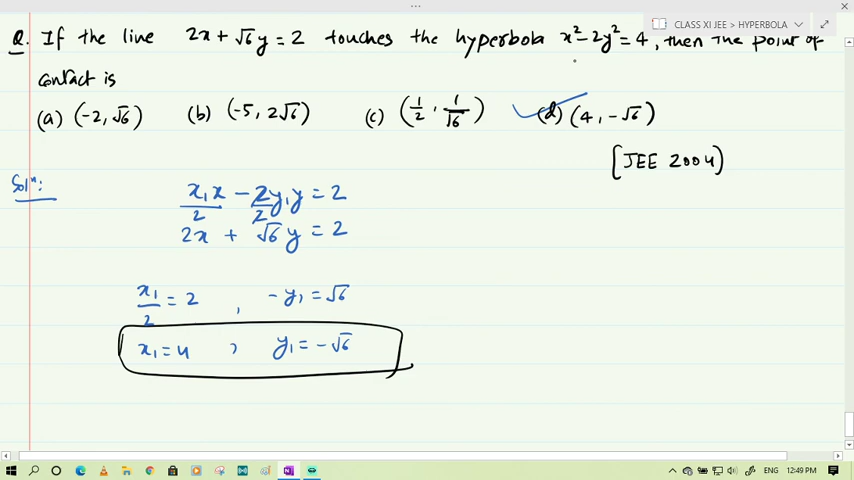 CLASS XI JEE > HYPERBOLA
Q. If the line 2x + √6y = 2 touches the hyperbola x² - 2y² = 4, then the point of
contact is
(a) (-2, √6) (b) (-5, 2√6) (c) (1/2, 1/√6) (d) (4, -√6)
[JEE 2004]
Solⁿ:
x₁x/2 - 2y₁y/2 = 2
2x + √6y = 2
x₁/2 = 2 , -y₁ = √6
x₁ = 4 , y₁ = -√6
ENG 12:49 PM